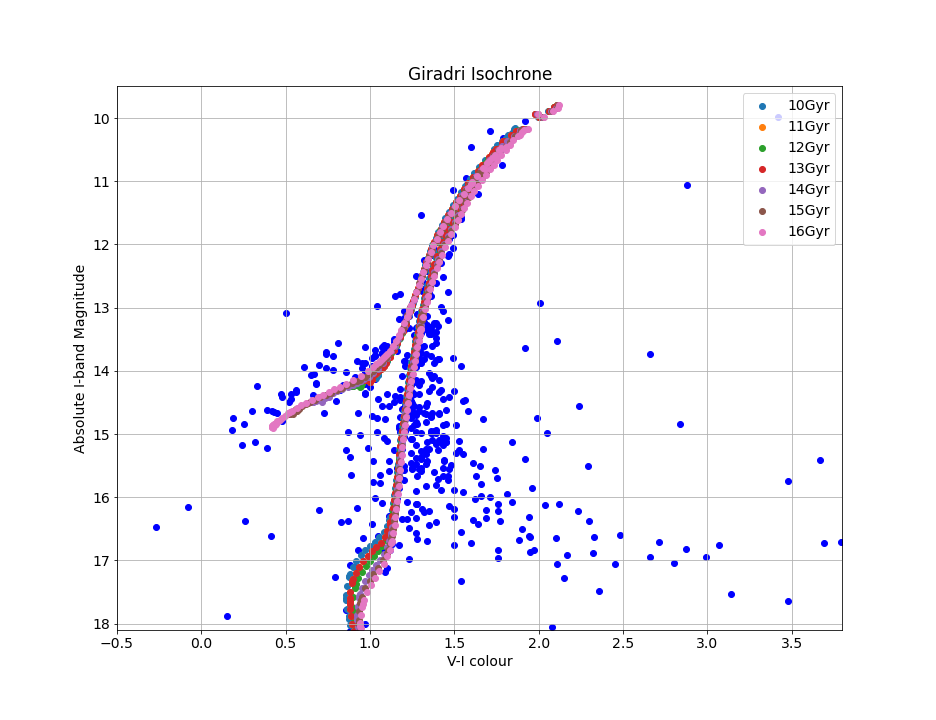 Giradri Isochrone
10
11
12
13
14
15
16
17
18
Absolute I-band Magnitude
−0.5 0.0 0.5 1.0 1.5 2.0 2.5 3.0 3.5
V-I colour
10Gyr
11Gyr
12Gyr
13Gyr
14Gyr
15Gyr
16Gyr